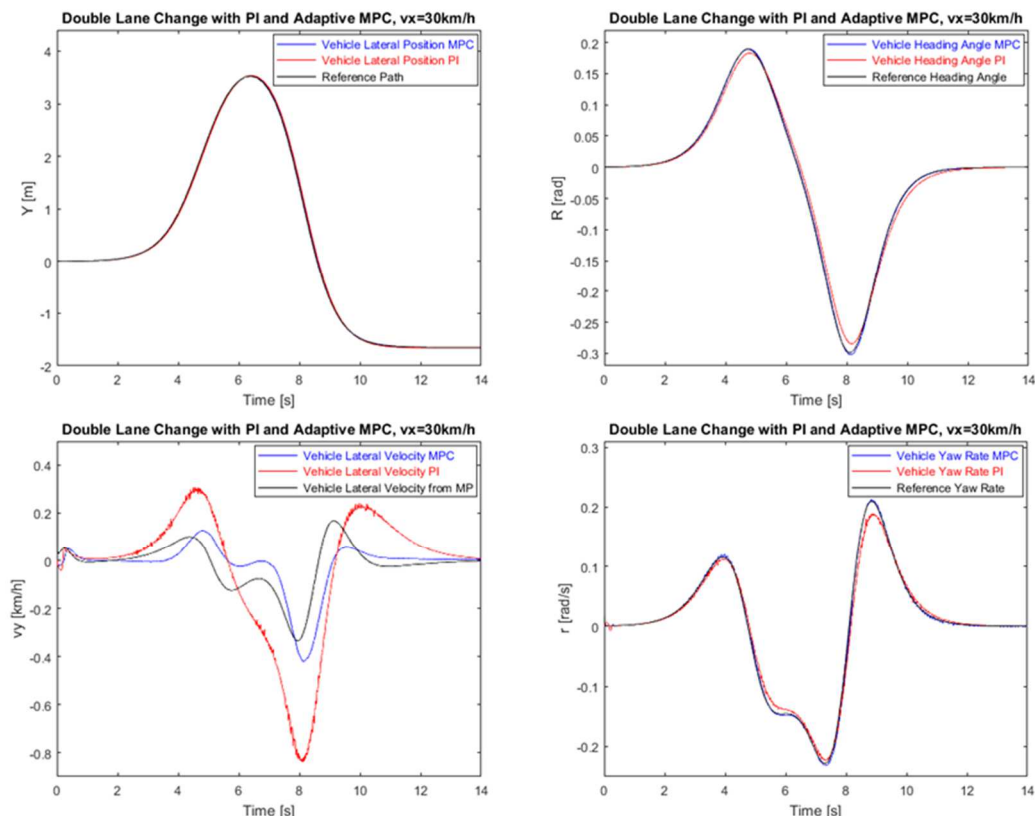 Double Lane Change with PI and Adaptive MPC, vx=30km/h
Vehicle Lateral Position MPC
Vehicle Lateral Position PI
Reference Path
Y [m]
4
3
2
1
0
-1
-2
0 2 4 6 8 10 12 14
Time [s]
Double Lane Change with PI and Adaptive MPC, vx=30km/h
Vehicle Heading Angle MPC
Vehicle Heading Angle PI
Reference Heading Angle
R [rad]
0.2
0.15
0.1
0.05
0
-0.05
-0.1
-0.15
-0.2
-0.25
-0.3
0 2 4 6 8 10 12 14
Time [s]
Double Lane Change with PI and Adaptive MPC, vx=30km/h
Vehicle Lateral Velocity MPC
Vehicle Lateral Velocity PI
Vehicle Lateral Velocity from MP
vy [km/h]
0.4
0.2
0
-0.2
-0.4
-0.6
-0.8
0 2 4 6 8 10 12 14
Time [s]
Double Lane Change with PI and Adaptive MPC, vx=30km/h
Vehicle Yaw Rate MPC
Vehicle Yaw Rate PI
Reference Yaw Rate
r [rad/s]
0.3
0.2
0.1
0
-0.1
-0.2
0 2 4 6 8 10 12 14
Time [s]